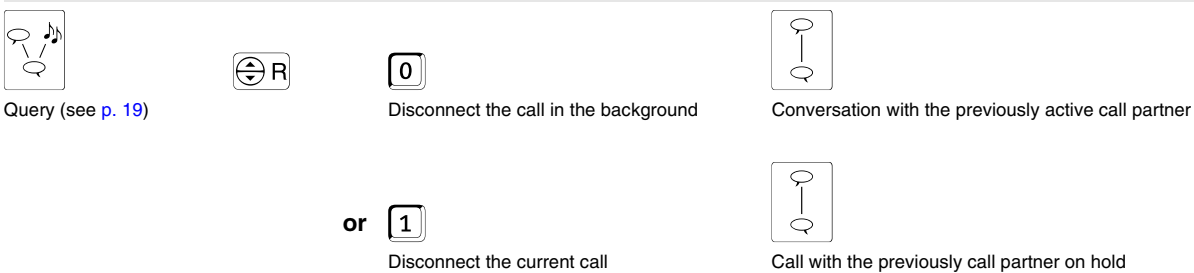 R
0
Query (see p. 19)
Disconnect the call in the background
Conversation with the previously active call partner
or 1
Disconnect the current call
Call with the previously call partner on hold